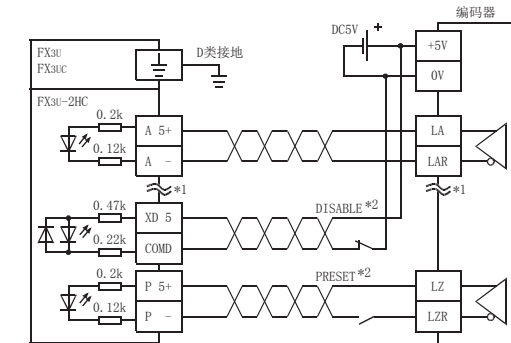 编码器
DC5V +
FX3U
FX3UC
D类接地
+5V
0V
FX3U-2HC
0.2k
A 5+
LA
0.12k
A -
LAR
*1
*1
0.47k
XD 5
DISABLE*2
0.22k
COMD
0.2k
P 5+
PRESET*2
LZ
0.12k
P -
LZR